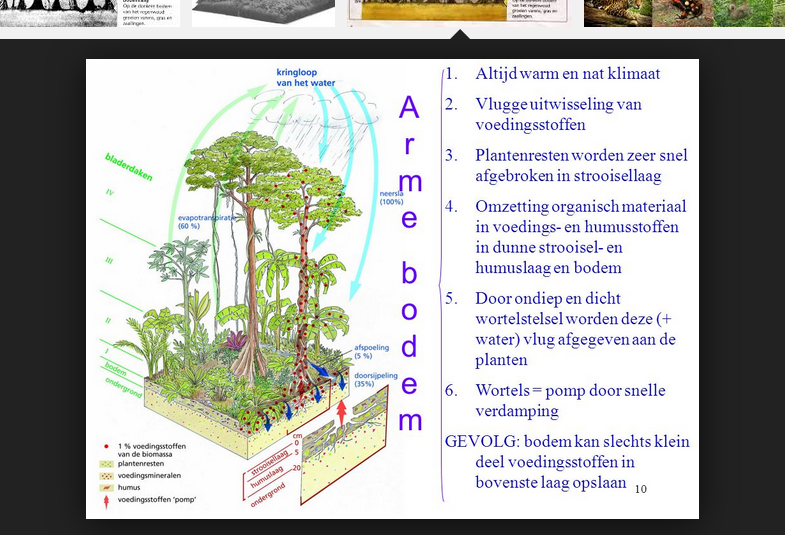 Op de donkere bodem
van het regenwoud
groeien varens, gras en
zaailingen.
van het regenwoud
groeien varens, gras en
zaailingen.
kringloop
van het water
bladerdaken
IV
III
II
I
bodem
ondergrond
evapotranspiratie
(60 %)
neersla
(100%)
afspoeling
(5 %)
doorsijpeling
(35%)
cm
0
5
-20
strooisellaag
humuslaag
ondergrond
1 % voedingsstoffen
van de biomassa
plantenresten
voedingsmineralen
humus
voedingsstoffen ‘pomp’
Arme bodem
1. Altijd warm en nat klimaat
2. Vlugge uitwisseling van
voedingsstoffen
3. Plantenresten worden zeer snel
afgebroken in strooisellaag
4. Omzetting organisch materiaal
in voedings- en humusstoffen
in dunne strooisel- en
humuslaag en bodem
5. Door ondiep en dicht
wortelstelsel worden deze (+
water) vlug afgegeven aan de
planten
6. Wortels = pomp door snelle
verdamping
GEVOLG: bodem kan slechts klein
deel voedingsstoffen in
bovenste laag opslaan
10